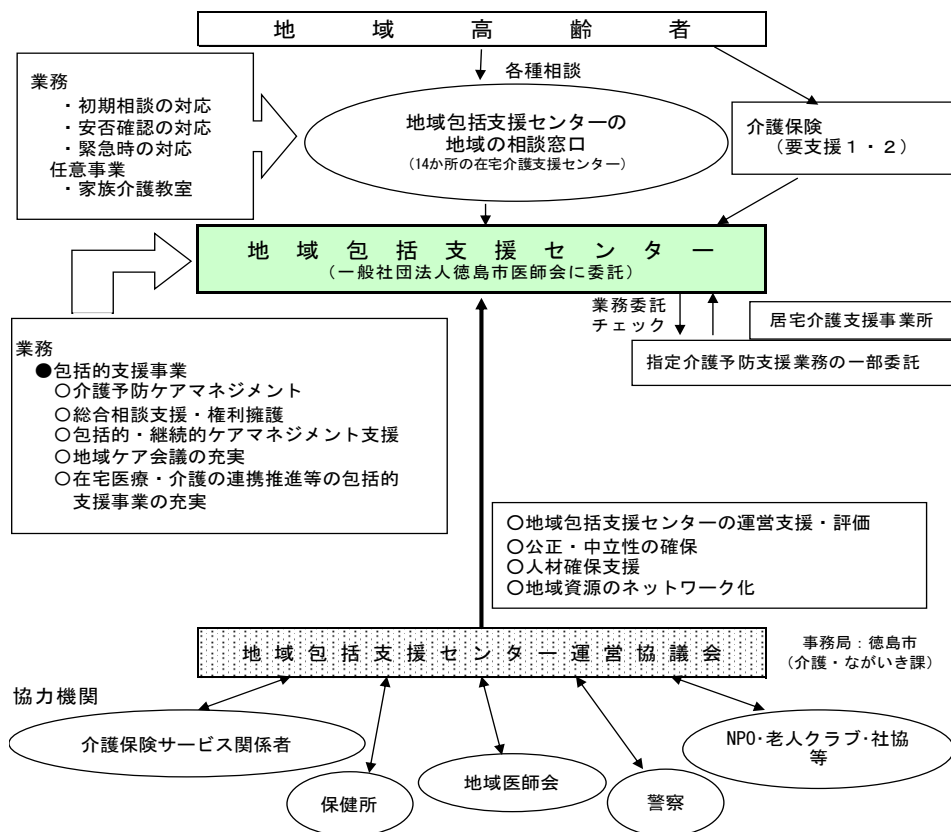 地域高齢者
各種相談
業務
・初期相談の対応
・安否確認の対応
・緊急時の対応
任意事業
・家族介護教室
地域包括支援センターの
地域の相談窓口
(14か所の在宅介護支援センター)
介護保険
(要支援1・2)
地域包括支援センター
(一般社団法人徳島市医師会に委託)
業務委託
チェック
居宅介護支援事業所
指定介護予防支援業務の一部委託
業務
●包括的支援事業
○介護予防ケアマネジメント
○総合相談支援・権利擁護
○包括的・継続的ケアマネジメント支援
○地域ケア会議の充実
○在宅医療・介護の連携推進等の包括的
支援事業の充実
○地域包括支援センターの運営支援・評価
○公正・中立性の確保
○人材確保支援
○地域資源のネットワーク化
地域包括支援センター運営協議会
事務局：徳島市
(介護・ながいき課)
協力機関
介護保険サービス関係者
保健所
地域医師会
警察
NPO・老人クラブ・社協
等